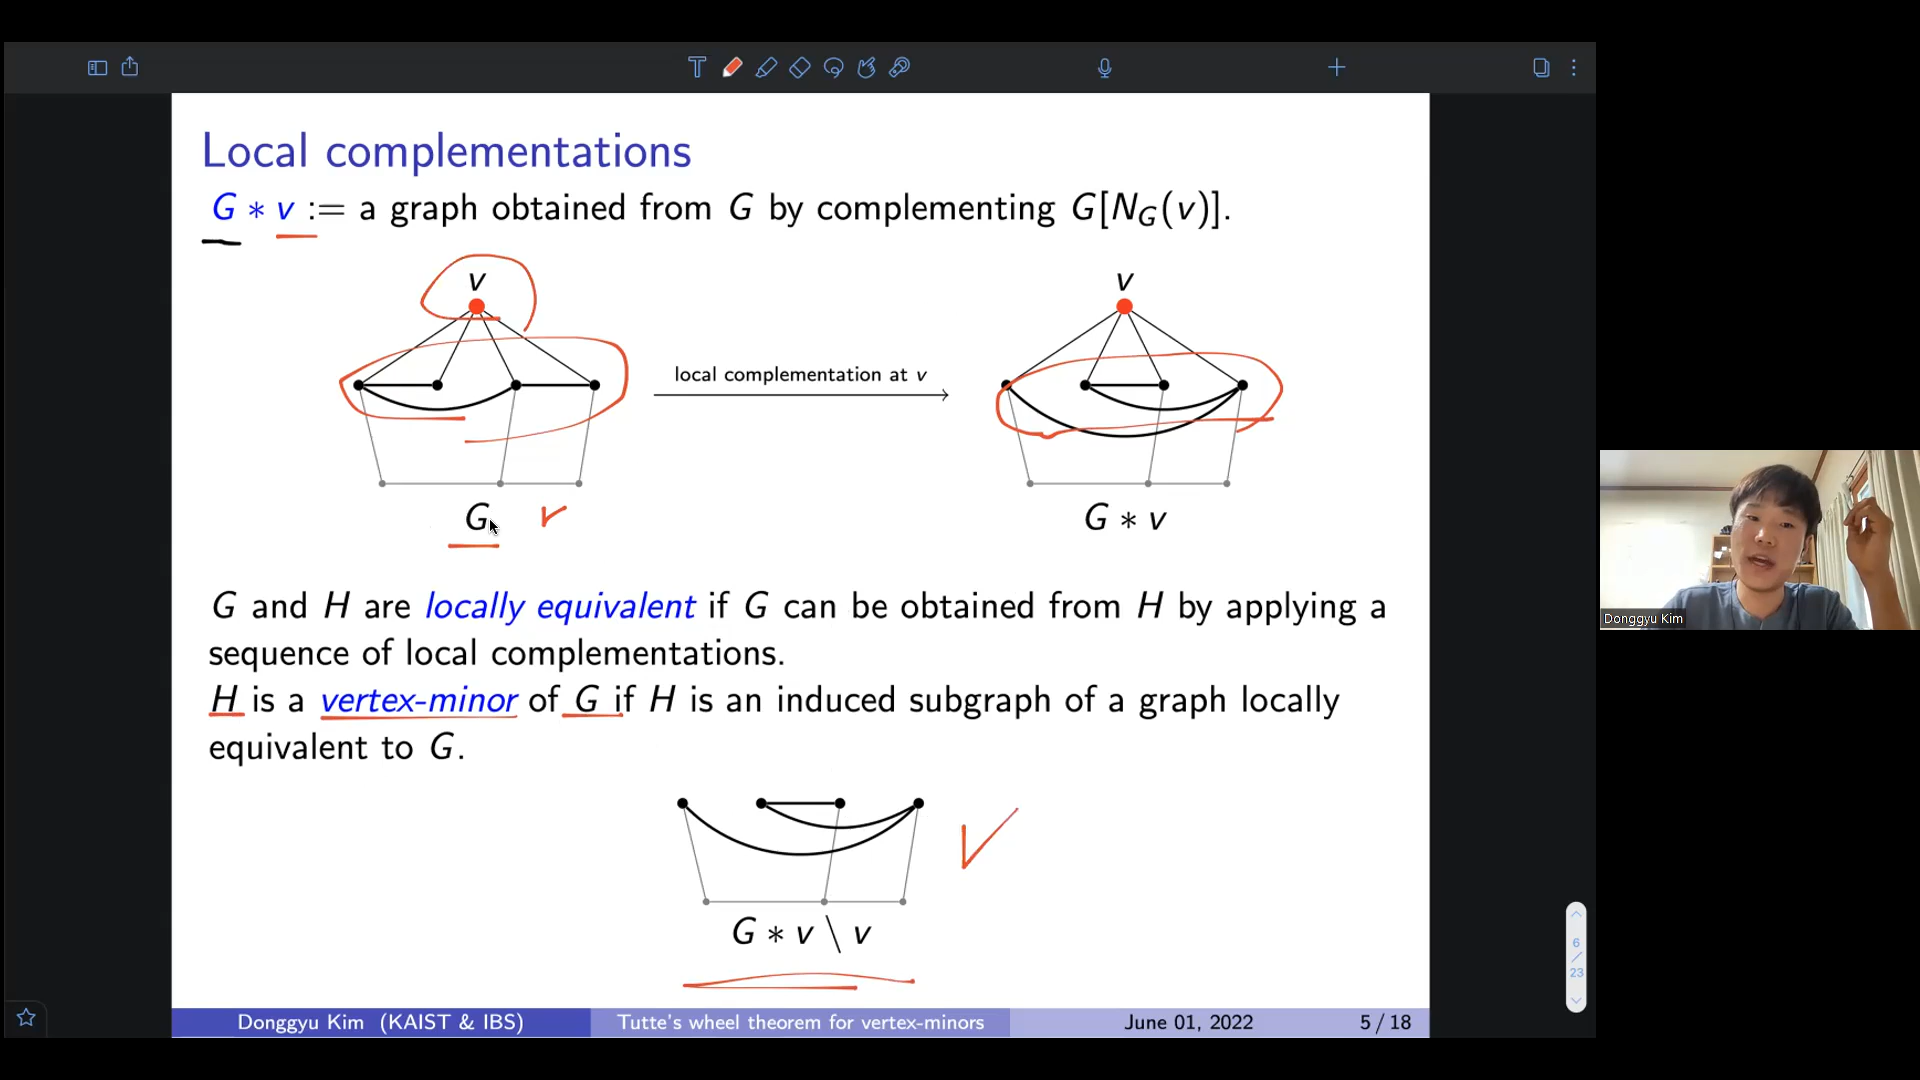 Local complementations
G ∗ v := a graph obtained from G by complementing G[N_G(v)].
v
v
local complementation at v
G
G ∗ v
G and H are locally equivalent if G can be obtained from H by applying a
sequence of local complementations.
H is a vertex-minor of G if H is an induced subgraph of a graph locally
equivalent to G.
G ∗ v \ v
Donggyu Kim (KAIST & IBS)
Tutte's wheel theorem for vertex-minors
June 01, 2022
5 / 18
6
/
23
Donggyu Kim